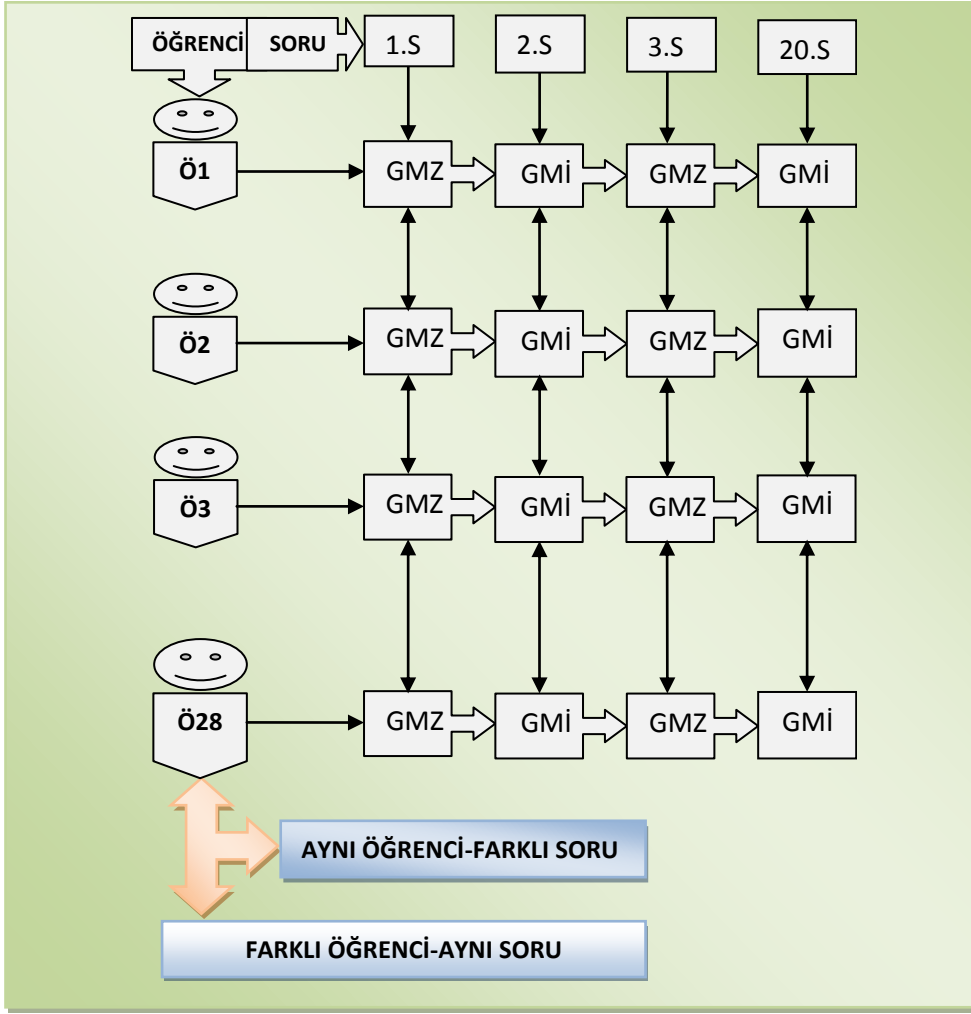 ÖĞRENCİ SORU 1.S 2.S 3.S 20.S
Ö1 GMZ GMİ GMZ GMİ
Ö2 GMZ GMİ GMZ GMİ
Ö3 GMZ GMİ GMZ GMİ
Ö28 GMZ GMİ GMZ GMİ
AYNI ÖĞRENCİ-FARKLI SORU
FARKLI ÖĞRENCİ-AYNI SORU